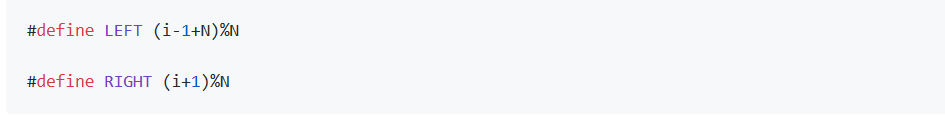 #define LEFT (i-1+N)%N
#define RIGHT (i+1)%N